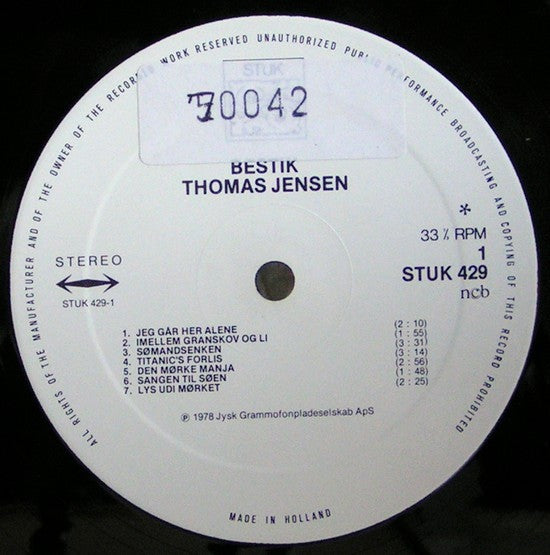 ALL RIGHTS OF THE MANUFACTURER AND OF THE OWNER OF THE RECORDED WORK RESERVED UNAUTHORIZED PUBLIC PERFORMANCE BROADCASTING AND COPYING OF THIS RECORD PROHIBITED
STUK
70042
BESTIK
THOMAS JENSEN
*
33 ⅓ RPM
1
STUK 429
ncb
STEREO
STUK 429-1
1. JEG GÅR HER ALENE (2 : 10)
2. IMELLEM GRANSKOV OG LI (1 : 55)
3. SØMANDSENKEN (3 : 31)
4. TITANIC'S FORLIS (3 : 14)
5. DEN MØRKE MANJA (2 : 56)
6. SANGEN TIL SØEN (1 : 48)
7. LYS UDI MØRKET (2 : 25)
℗ 1978 Jysk Grammofonpladeselskab ApS
MADE IN HOLLAND